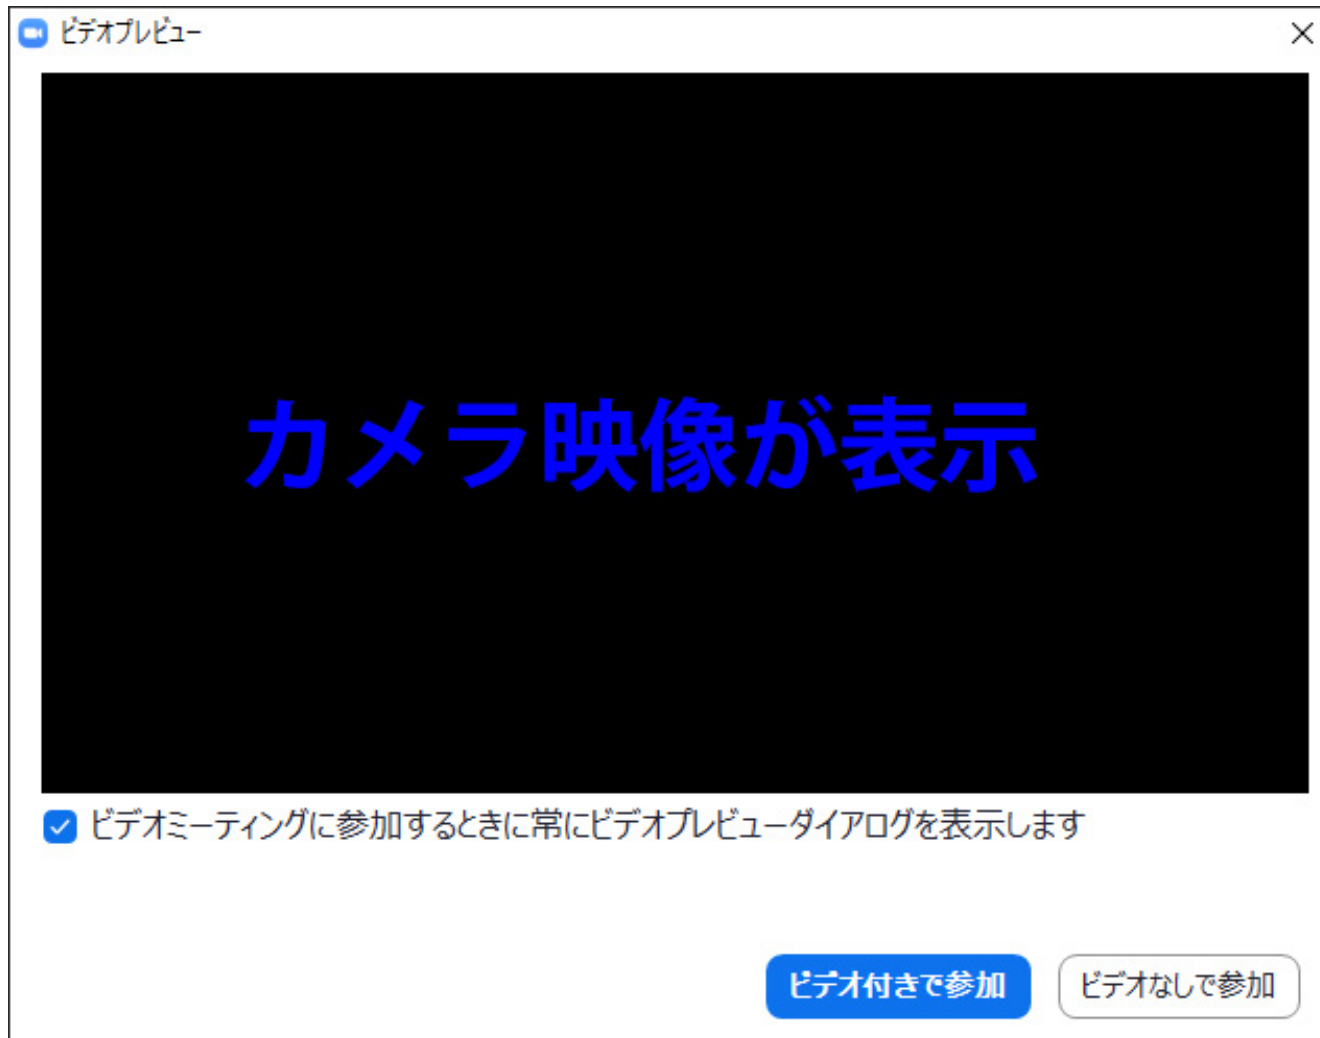 ビデオプレビュー
カメラ映像が表示
ビデオミーティングに参加するときに常にビデオプレビューダイアログを表示します
ビデオ付きで参加
ビデオなしで参加